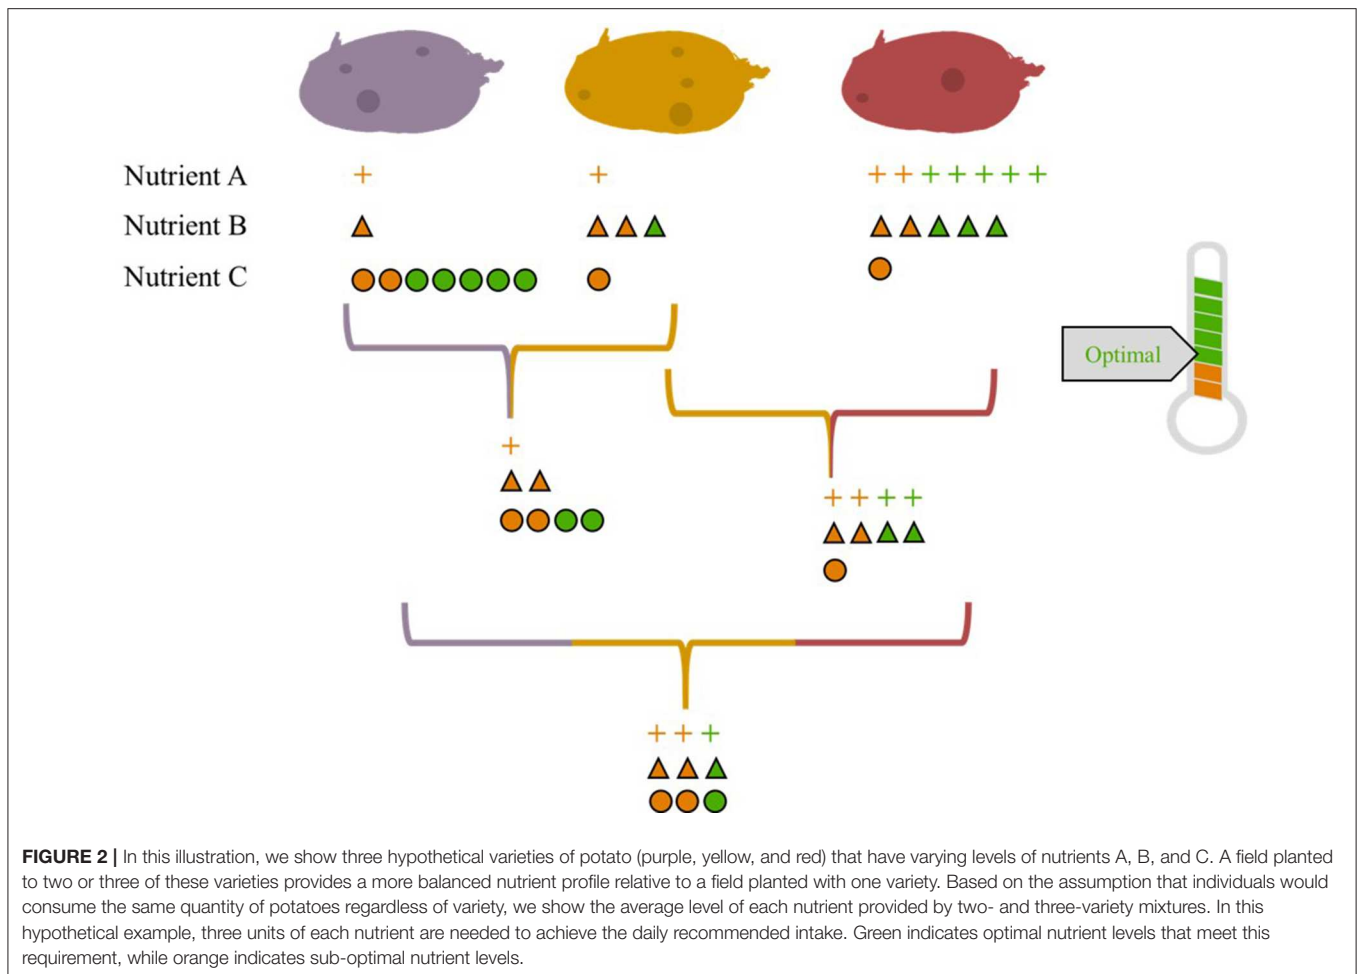 Nutrient A
Nutrient B
Nutrient C
Optimal
FIGURE 2 | In this illustration, we show three hypothetical varieties of potato (purple, yellow, and red) that have varying levels of nutrients A, B, and C. A field planted
to two or three of these varieties provides a more balanced nutrient profile relative to a field planted with one variety. Based on the assumption that individuals would
consume the same quantity of potatoes regardless of variety, we show the average level of each nutrient provided by two- and three-variety mixtures. In this
hypothetical example, three units of each nutrient are needed to achieve the daily recommended intake. Green indicates optimal nutrient levels that meet this
requirement, while orange indicates sub-optimal nutrient levels.